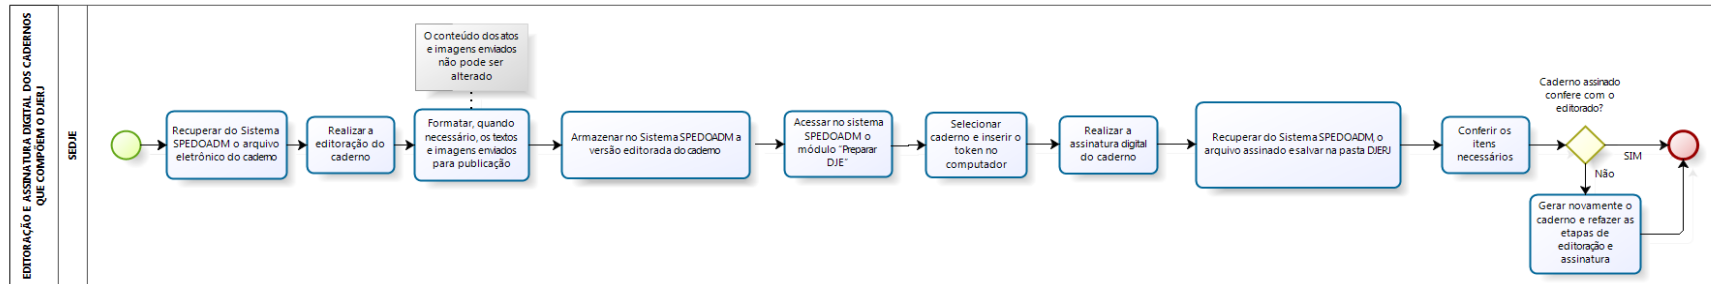 EDITORAÇÃO E ASSINATURA DIGITAL DOS CADERNOS
QUE COMPÕEM O DJERJ
SEDJE
Recuperar do Sistema
SPEDOADM o arquivo
eletrônico do caderno
Realizar a
editoração do
caderno
O conteúdo dos atos
e imagens enviados
não pode ser
alterado
Formatar, quando
necessário, os textos
e imagens enviados
para publicação
Armazenar no Sistema SPEDOADM a
versão editorada do caderno
Acessar no sistema
SPEDOADM o
módulo “Preparar
DJE”
Selecionar
caderno e inserir o
token no
computador
Realizar a
assinatura digital
do caderno
Recuperar do Sistema SPEDOADM, o
arquivo assinado e salvar na pasta DJERJ
Conferir os
itens
necessários
Caderno assinado
confere com o
editorado?
SIM
Não
Gerar novamente o
caderno e refazer as
etapas de
editoração e
assinatura